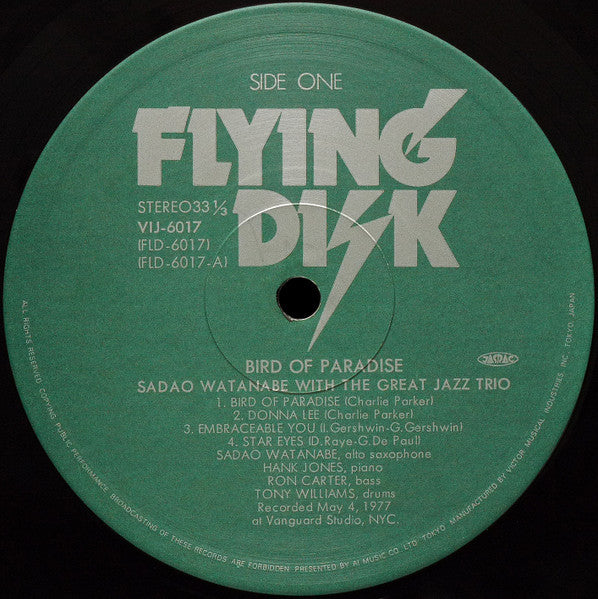 SIDE ONE
FLYING
DISK
STEREO33⅓
VIJ-6017
(FLD-6017)
(FLD-6017-A)
BIRD OF PARADISE
JASRAC
SADAO WATANABE WITH THE GREAT JAZZ TRIO
1. BIRD OF PARADISE (Charlie Parker)
2. DONNA LEE (Charlie Parker)
3. EMBRACEABLE YOU (I.Gershwin-G.Gershwin)
4. STAR EYES (D.Raye-G.De Paul)
SADAO WATANABE, alto saxophone
HANK JONES, piano
RON CARTER, bass
TONY WILLIAMS, drums
Recorded May 4, 1977
at Vanguard Studio, NYC.
ALL RIGHTS RESERVED. COPYING, PUBLIC PERFORMANCE, BROADCASTING OF THESE RECORDS ARE FORBIDDEN. PRESENTED BY AI MUSIC CO. LTD. TOKYO. MANUFACTURED BY VICTOR MUSICAL INDUSTRIES, INC. TOKYO, JAPAN